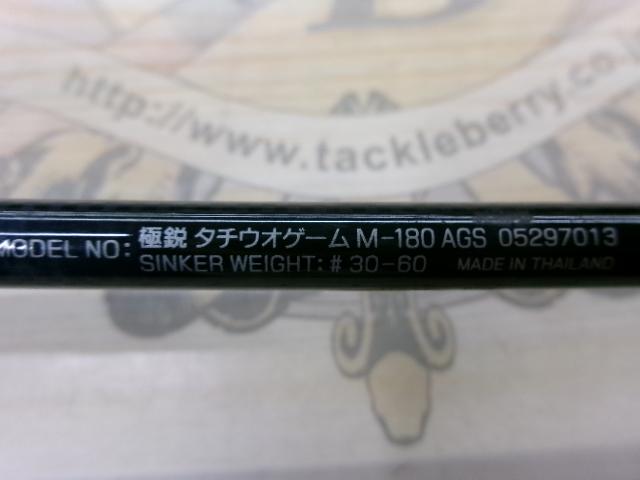 http://www.tackleberry.co.j
MODEL NO: 極鋭 タチウオゲーム M-180 AGS 05297013
SINKER WEIGHT: # 30-60 MADE IN THAILAND